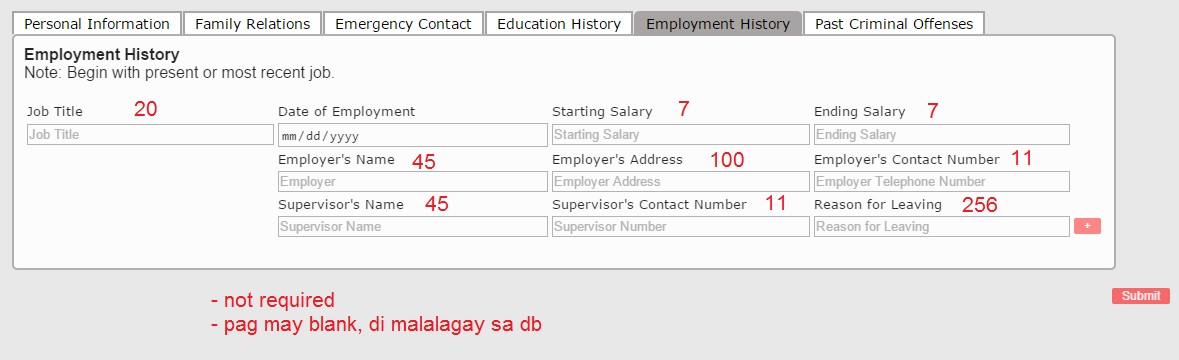 Personal Information Family Relations Emergency Contact Education History Employment History Past Criminal Offenses
Employment History
Note: Begin with present or most recent job.
Job Title 20 Date of Employment Starting Salary 7 Ending Salary 7
Job Title mm/dd/yyyy Starting Salary Ending Salary
Employer's Name 45 Employer's Address 100 Employer's Contact Number 11
Employer Employer Address Employer Telephone Number
Supervisor's Name 45 Supervisor's Contact Number 11 Reason for Leaving 256
Supervisor Name Supervisor Number Reason for Leaving +
Submit
- not required
- pag may blank, di malalagay sa db